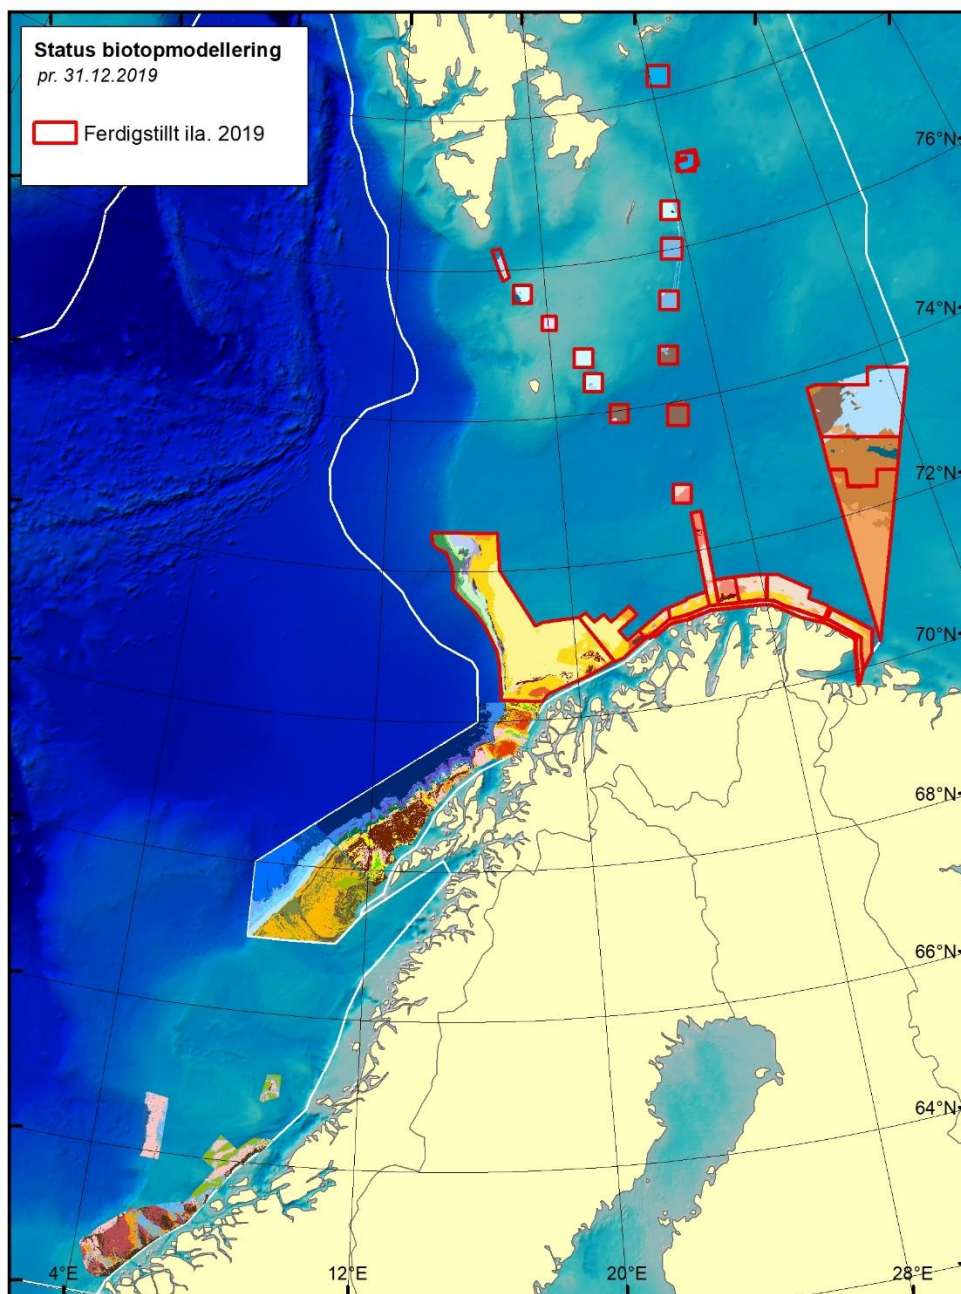 Status biotopmodellering
pr. 31.12.2019
Ferdigstillt ila. 2019
76°N
74°N
72°N
70°N
68°N
66°N
64°N
4°E
12°E
20°E
28°E